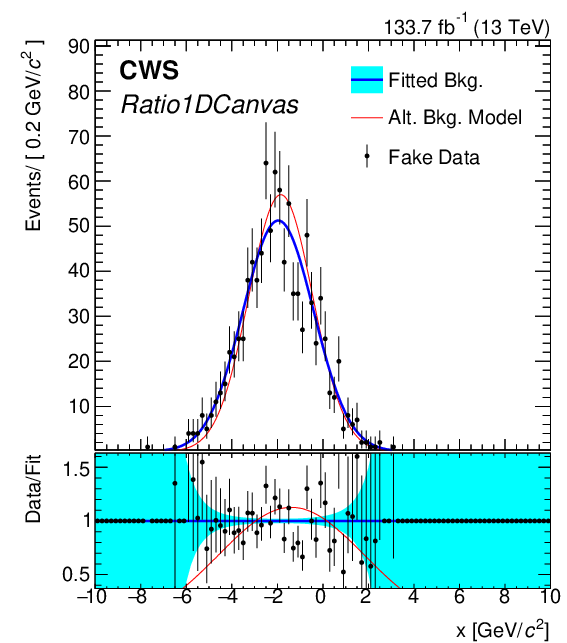 133.7 fb-1 (13 TeV)
90
CWS
Fitted Bkg.
80
Ratio1DCanvas
Alt. Bkg. Model
70
Fake Data
60
50
40
30
20
10
Events/ [ 0.2 GeV/c2 ]
1.5
1
0.5
Data/Fit
−10 −8 −6 −4 −2 0 2 4 6 8 10
x [GeV/c2]